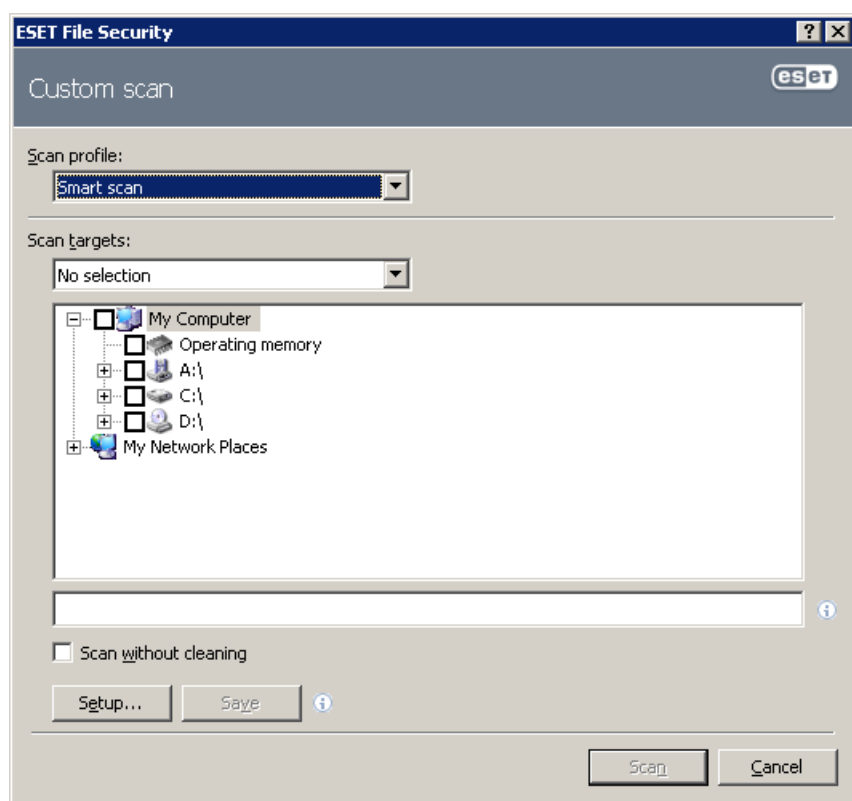 ESET File Security
Custom scan
eseT
Scan profile:
Smart scan
Scan targets:
No selection
My Computer
Operating memory
A:\
C:\
D:\
My Network Places
Scan without cleaning
Setup... Save
Scan Cancel